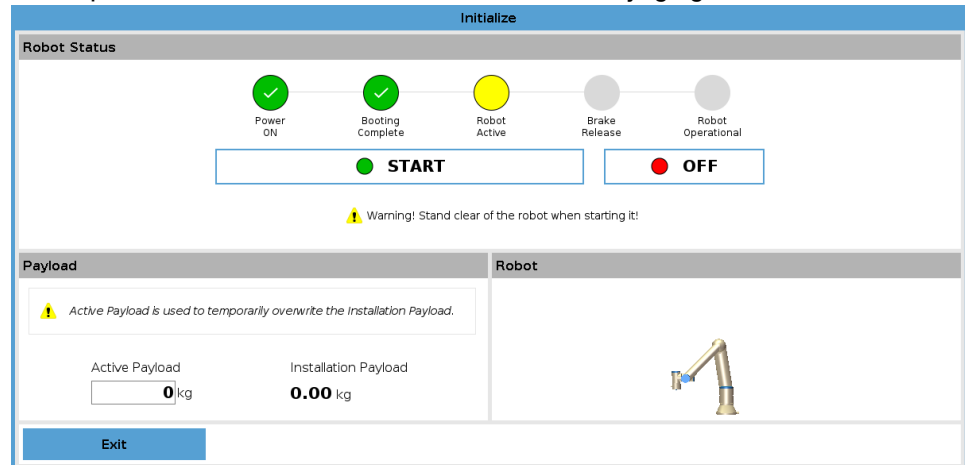 Initialize
Robot Status
Power
ON
Booting
Complete
Robot
Active
Brake
Release
Robot
Operational
START
OFF
Warning! Stand clear of the robot when starting it!
Payload
Robot
Active Payload is used to temporarily overwrite the Installation Payload.
Active Payload
Installation Payload
0 kg
0.00 kg
Exit